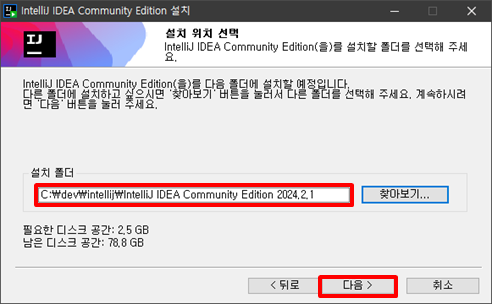 IntelliJ IDEA Community Edition 설치
IJ
설치 위치 선택
IntelliJ IDEA Community Edition(을)를 설치할 폴더를 선택해 주세
요.
IntelliJ IDEA Community Edition(을)를 다음 폴더에 설치할 예정입니다.
다른 폴더에 설치하고 싶으시면 '찾아보기' 버튼을 눌러서 다른 폴더를 선택해 주세요. 계속하시려
면 '다음' 버튼을 눌러 주세요.
설치 폴더
C:₩dev₩intellij₩IntelliJ IDEA Community Edition 2024.2.1
찾아보기...
필요한 디스크 공간: 2.5 GB
남은 디스크 공간: 78.8 GB
< 뒤로
다음 >
취소